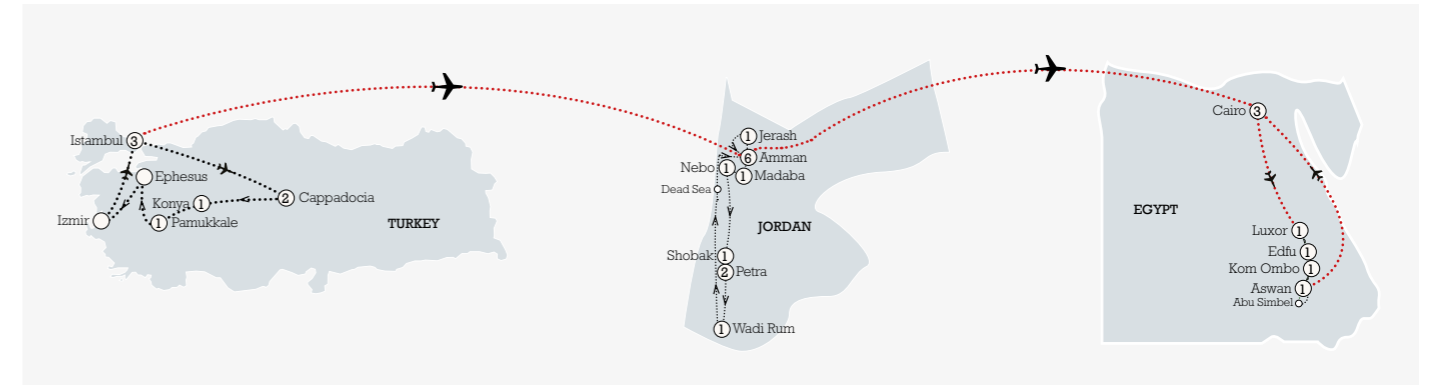 Istambul 3
Ephesus
Cappadocia 2
Konya 1
Izmir
Pamukkale 1
TURKEY
Jerash 1
Amman 6
Nebo 1
Madaba 1
Dead Sea
JORDAN
Shobak 1
Petra 2
Wadi Rum 1
Cairo 3
EGYPT
Luxor 1
Edfu 1
Kom Ombo 1
Aswan 1
Abu Simbel